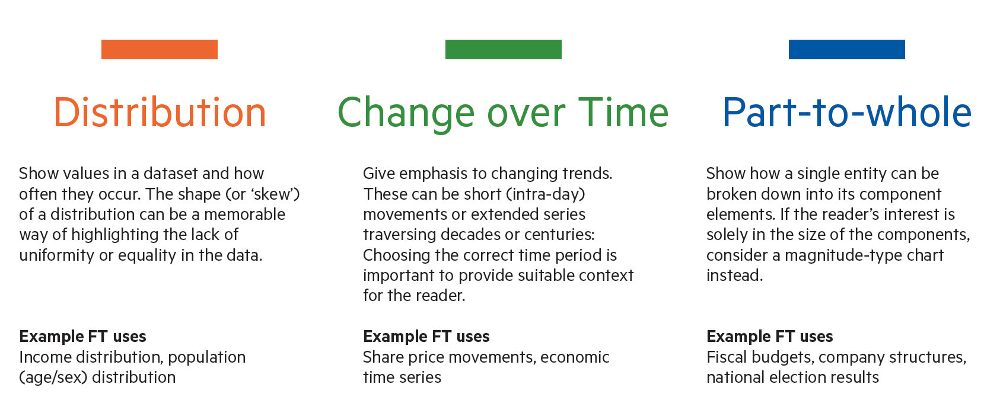 Distribution
Show values in a dataset and how
often they occur. The shape (or ‘skew’)
of a distribution can be a memorable
way of highlighting the lack of
uniformity or equality in the data.
Example FT uses
Income distribution, population
(age/sex) distribution
Change over Time
Give emphasis to changing trends.
These can be short (intra-day)
movements or extended series
traversing decades or centuries:
Choosing the correct time period is
important to provide suitable context
for the reader.
Example FT uses
Share price movements, economic
time series
Part-to-whole
Show how a single entity can be
broken down into its component
elements. If the reader’s interest is
solely in the size of the components,
consider a magnitude-type chart
instead.
Example FT uses
Fiscal budgets, company structures,
national election results